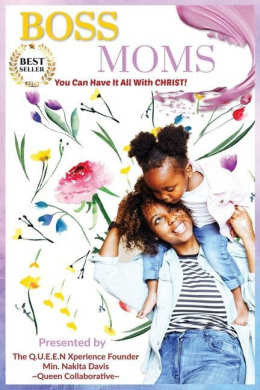 BOSS
MOMS
BEST
SELLER
You Can Have It All With CHRIST!
Presented by
The Q.U.E.E.N Xperience Founder
Min. Nakita Davis
~Queen Collaborative~